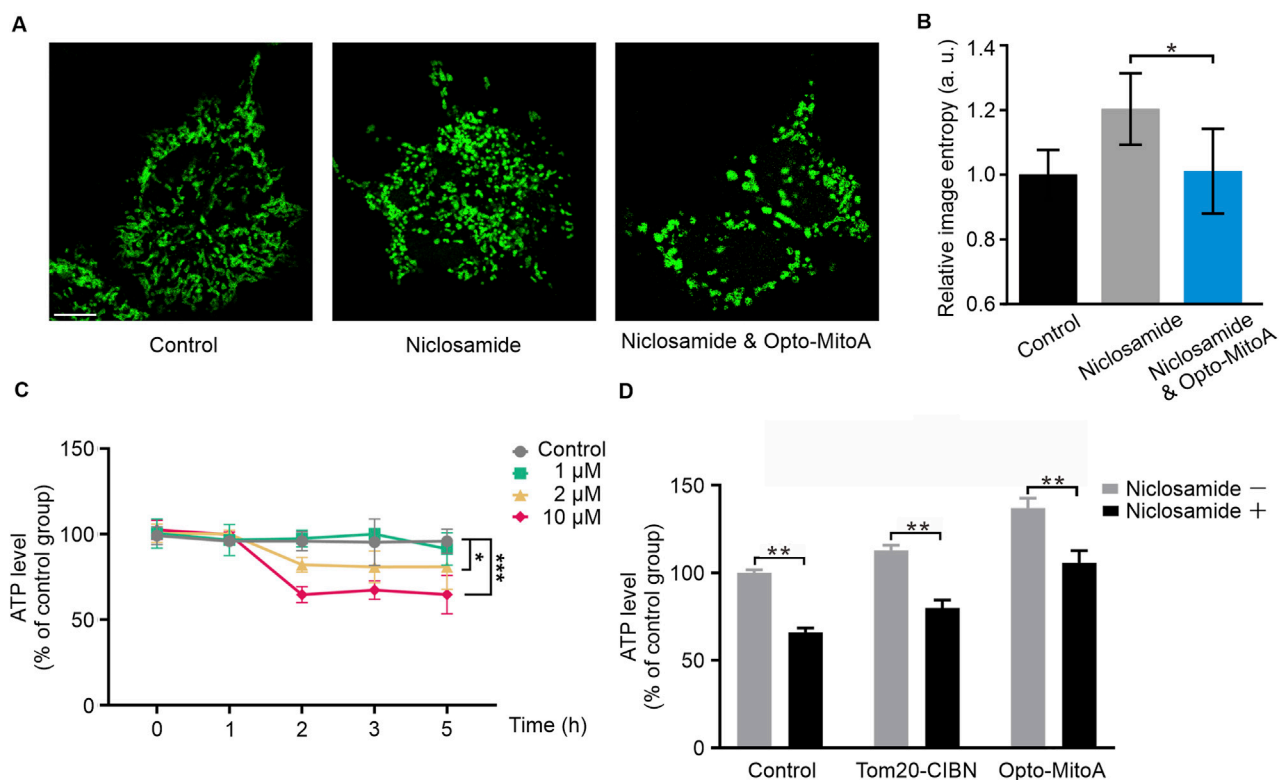 A
Control
Niclosamide
Niclosamide & Opto-MitoA
B
Relative image entropy (a. u.)
1.4
1.2
1.0
0.8
0.6
*
Control
Niclosamide
Niclosamide
& Opto-MitoA
C
ATP level
(% of control group)
150
100
50
0
0 1 2 3 5
Time (h)
Control
1 μM
2 μM
10 μM
*
***
D
ATP level
(% of control group)
150
100
50
0
**
**
**
Niclosamide −
Niclosamide +
Control Tom20-CIBN Opto-MitoA